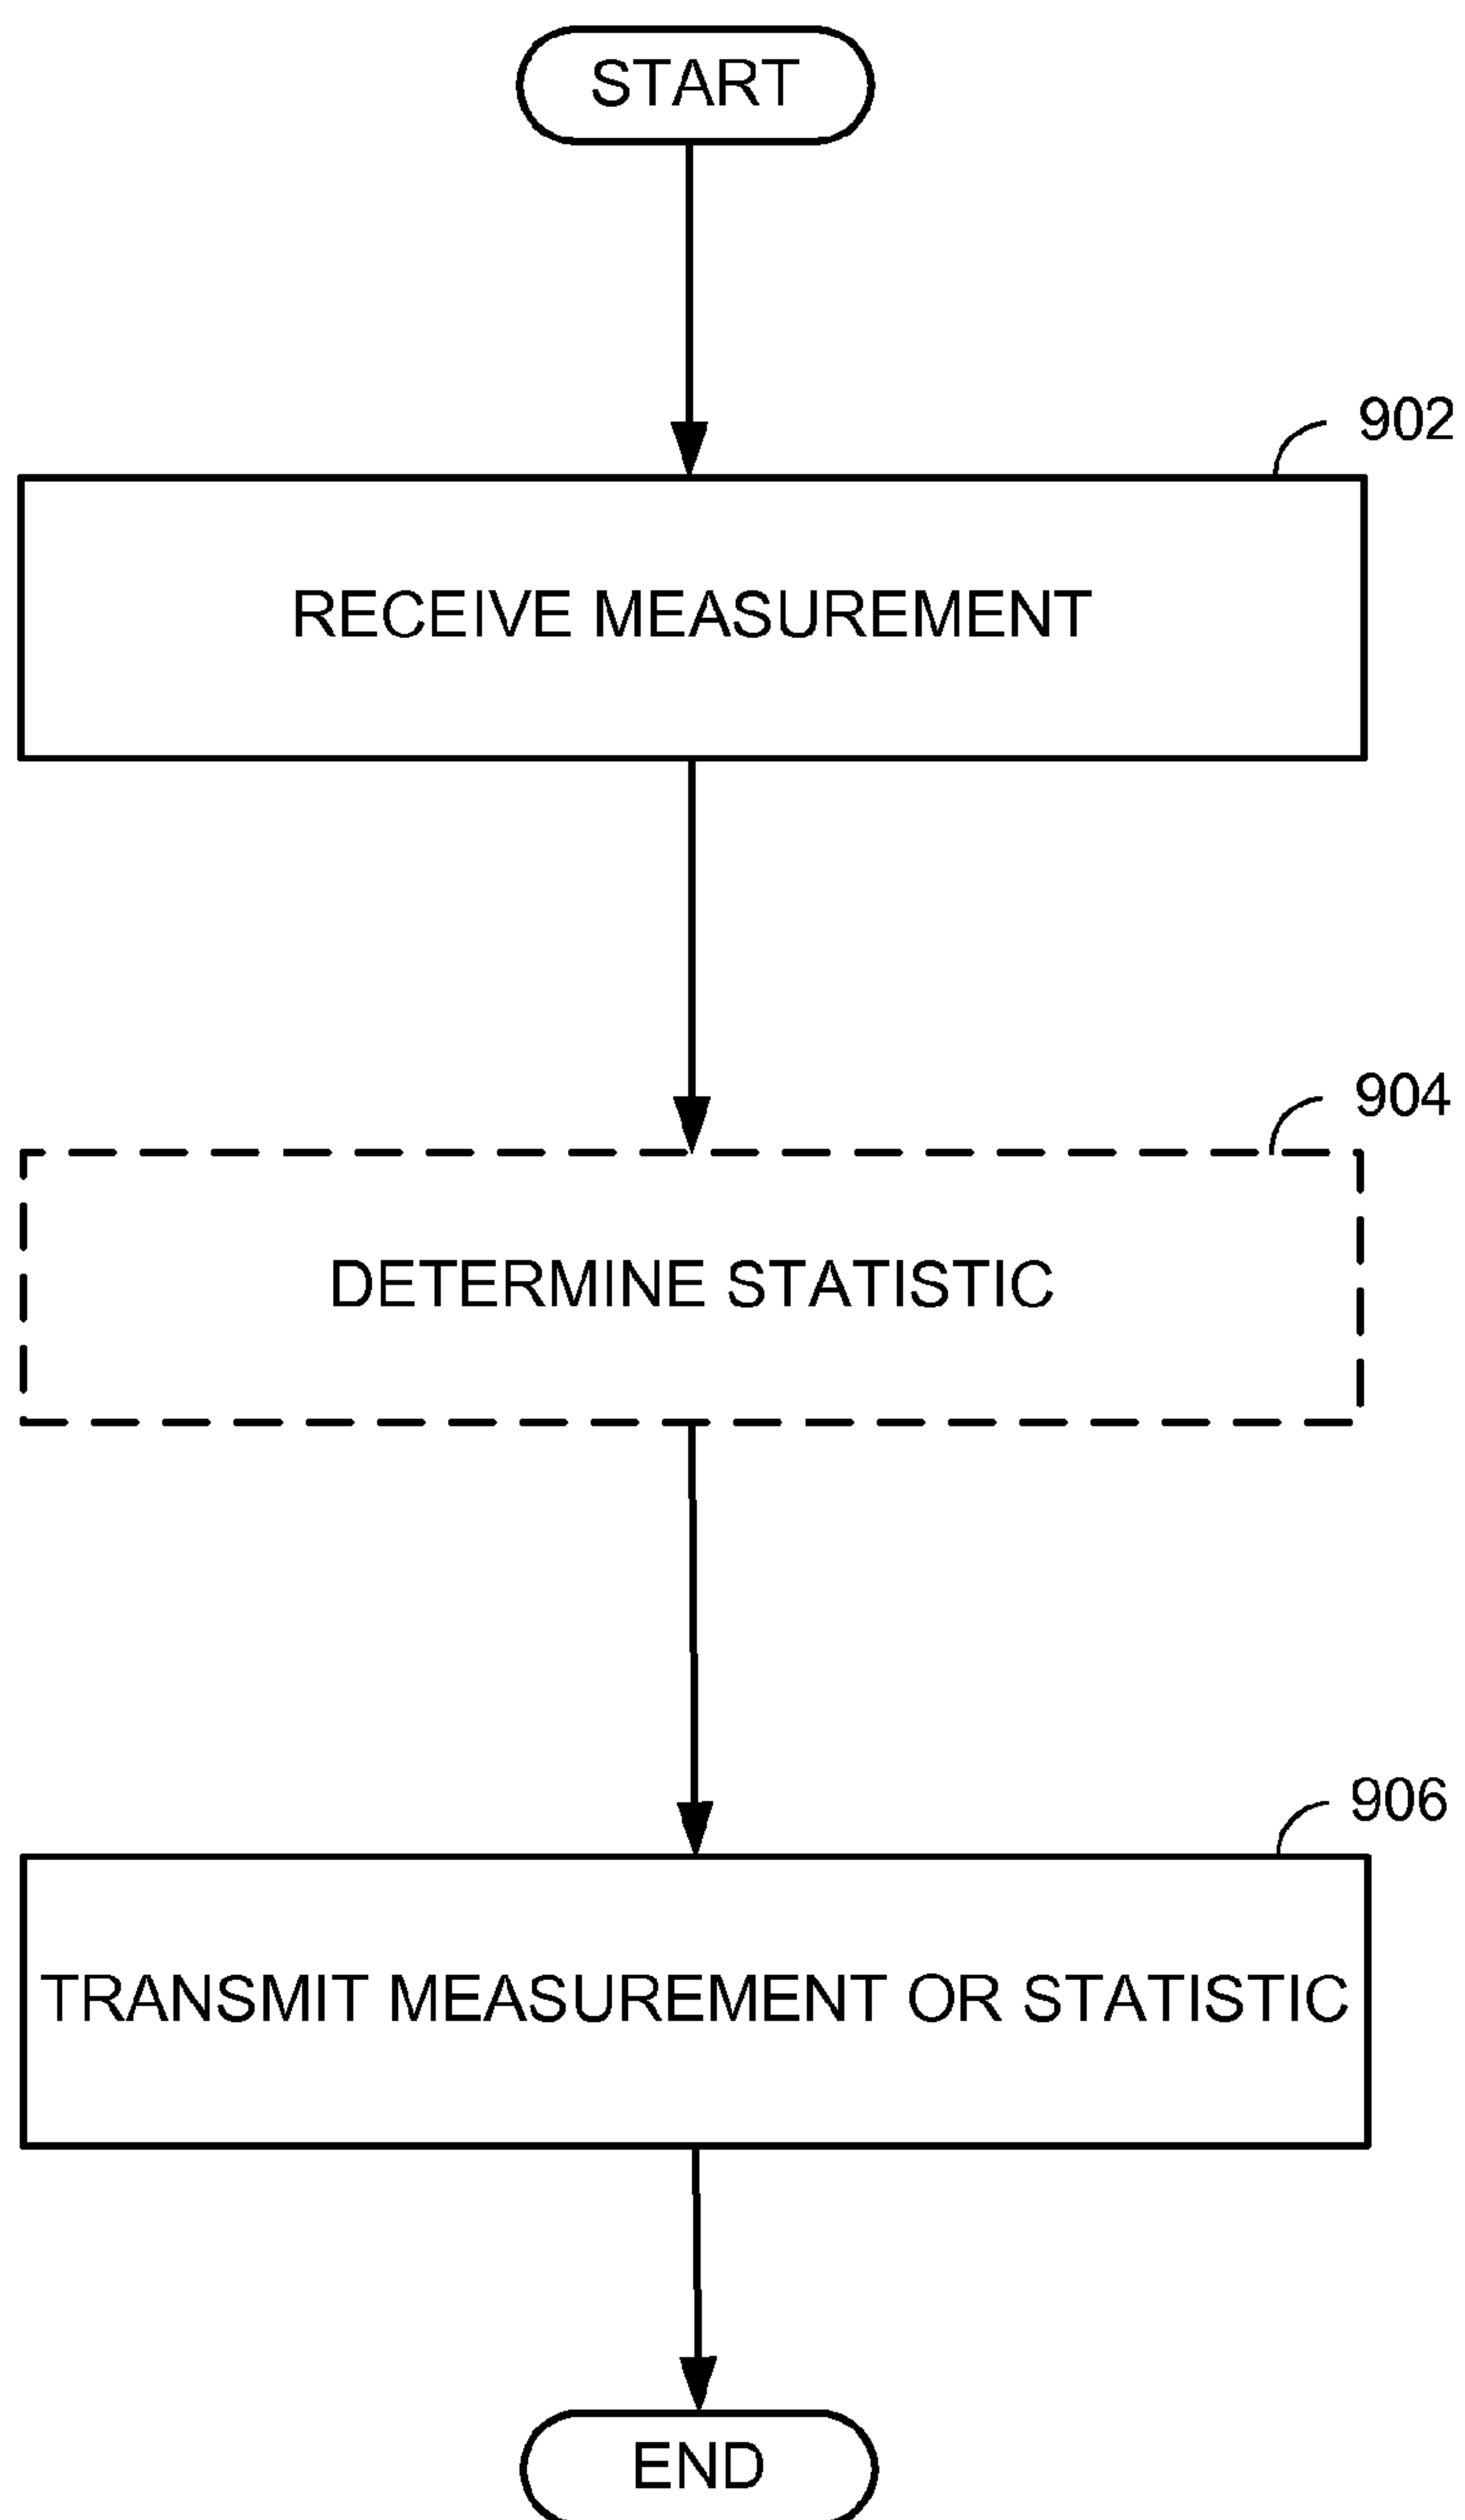 START
902
RECEIVE MEASUREMENT
904
DETERMINE STATISTIC
906
TRANSMIT MEASUREMENT OR STATISTIC
END